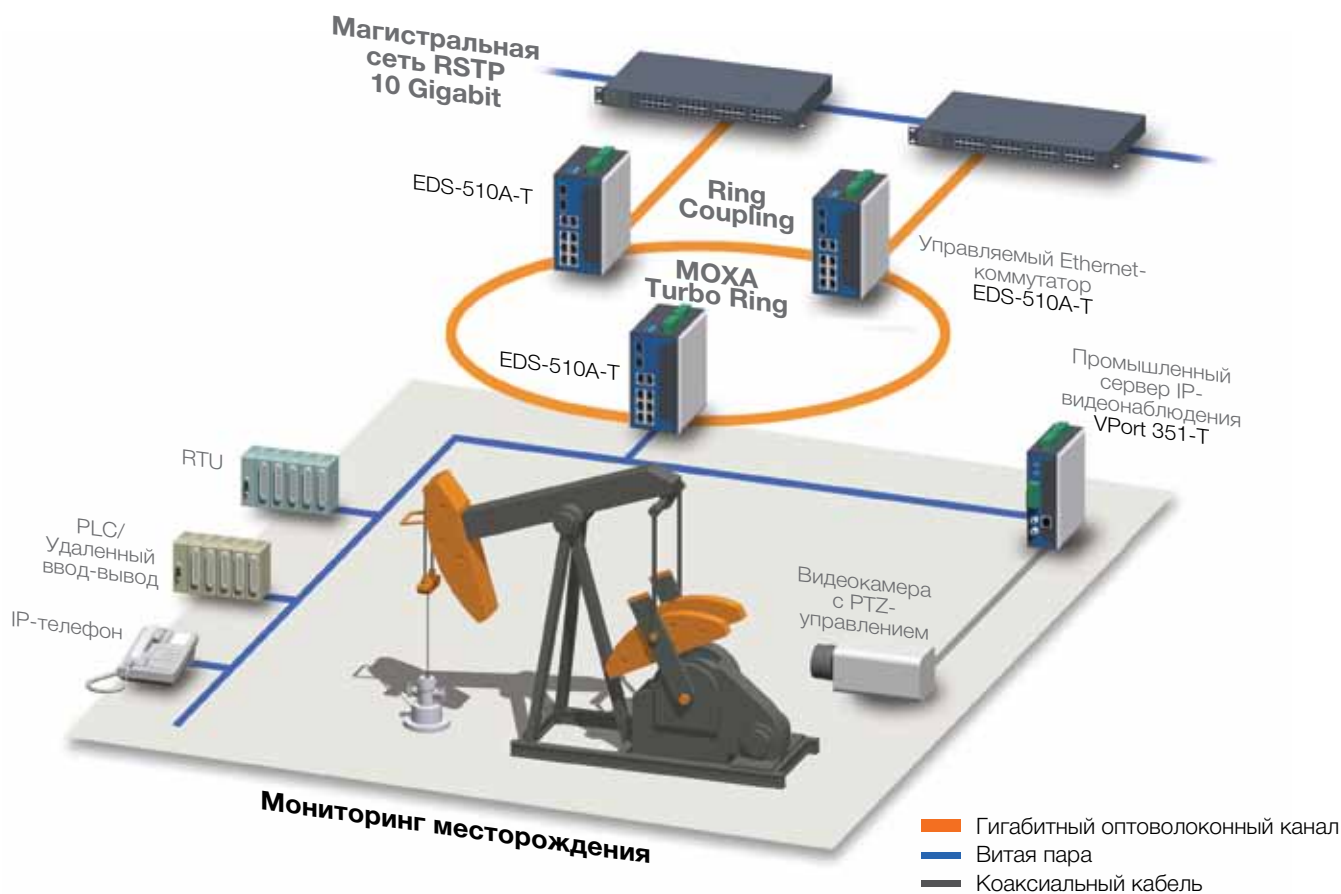 Магистральная
сеть RSTP
10 Gigabit
EDS-510A-T
Ring
Coupling
Управляемый Ethernet-
коммутатор
EDS-510A-T
MOXA
Turbo Ring
EDS-510A-T
Промышленный
сервер IP-
видеонаблюдения
VPort 351-T
RTU
PLC/
Удаленный
ввод-вывод
IP-телефон
Видеокамера
с PTZ-
управлением
Мониторинг месторождения
Гигабитный оптоволоконный канал
Витая пара
Коаксиальный кабель